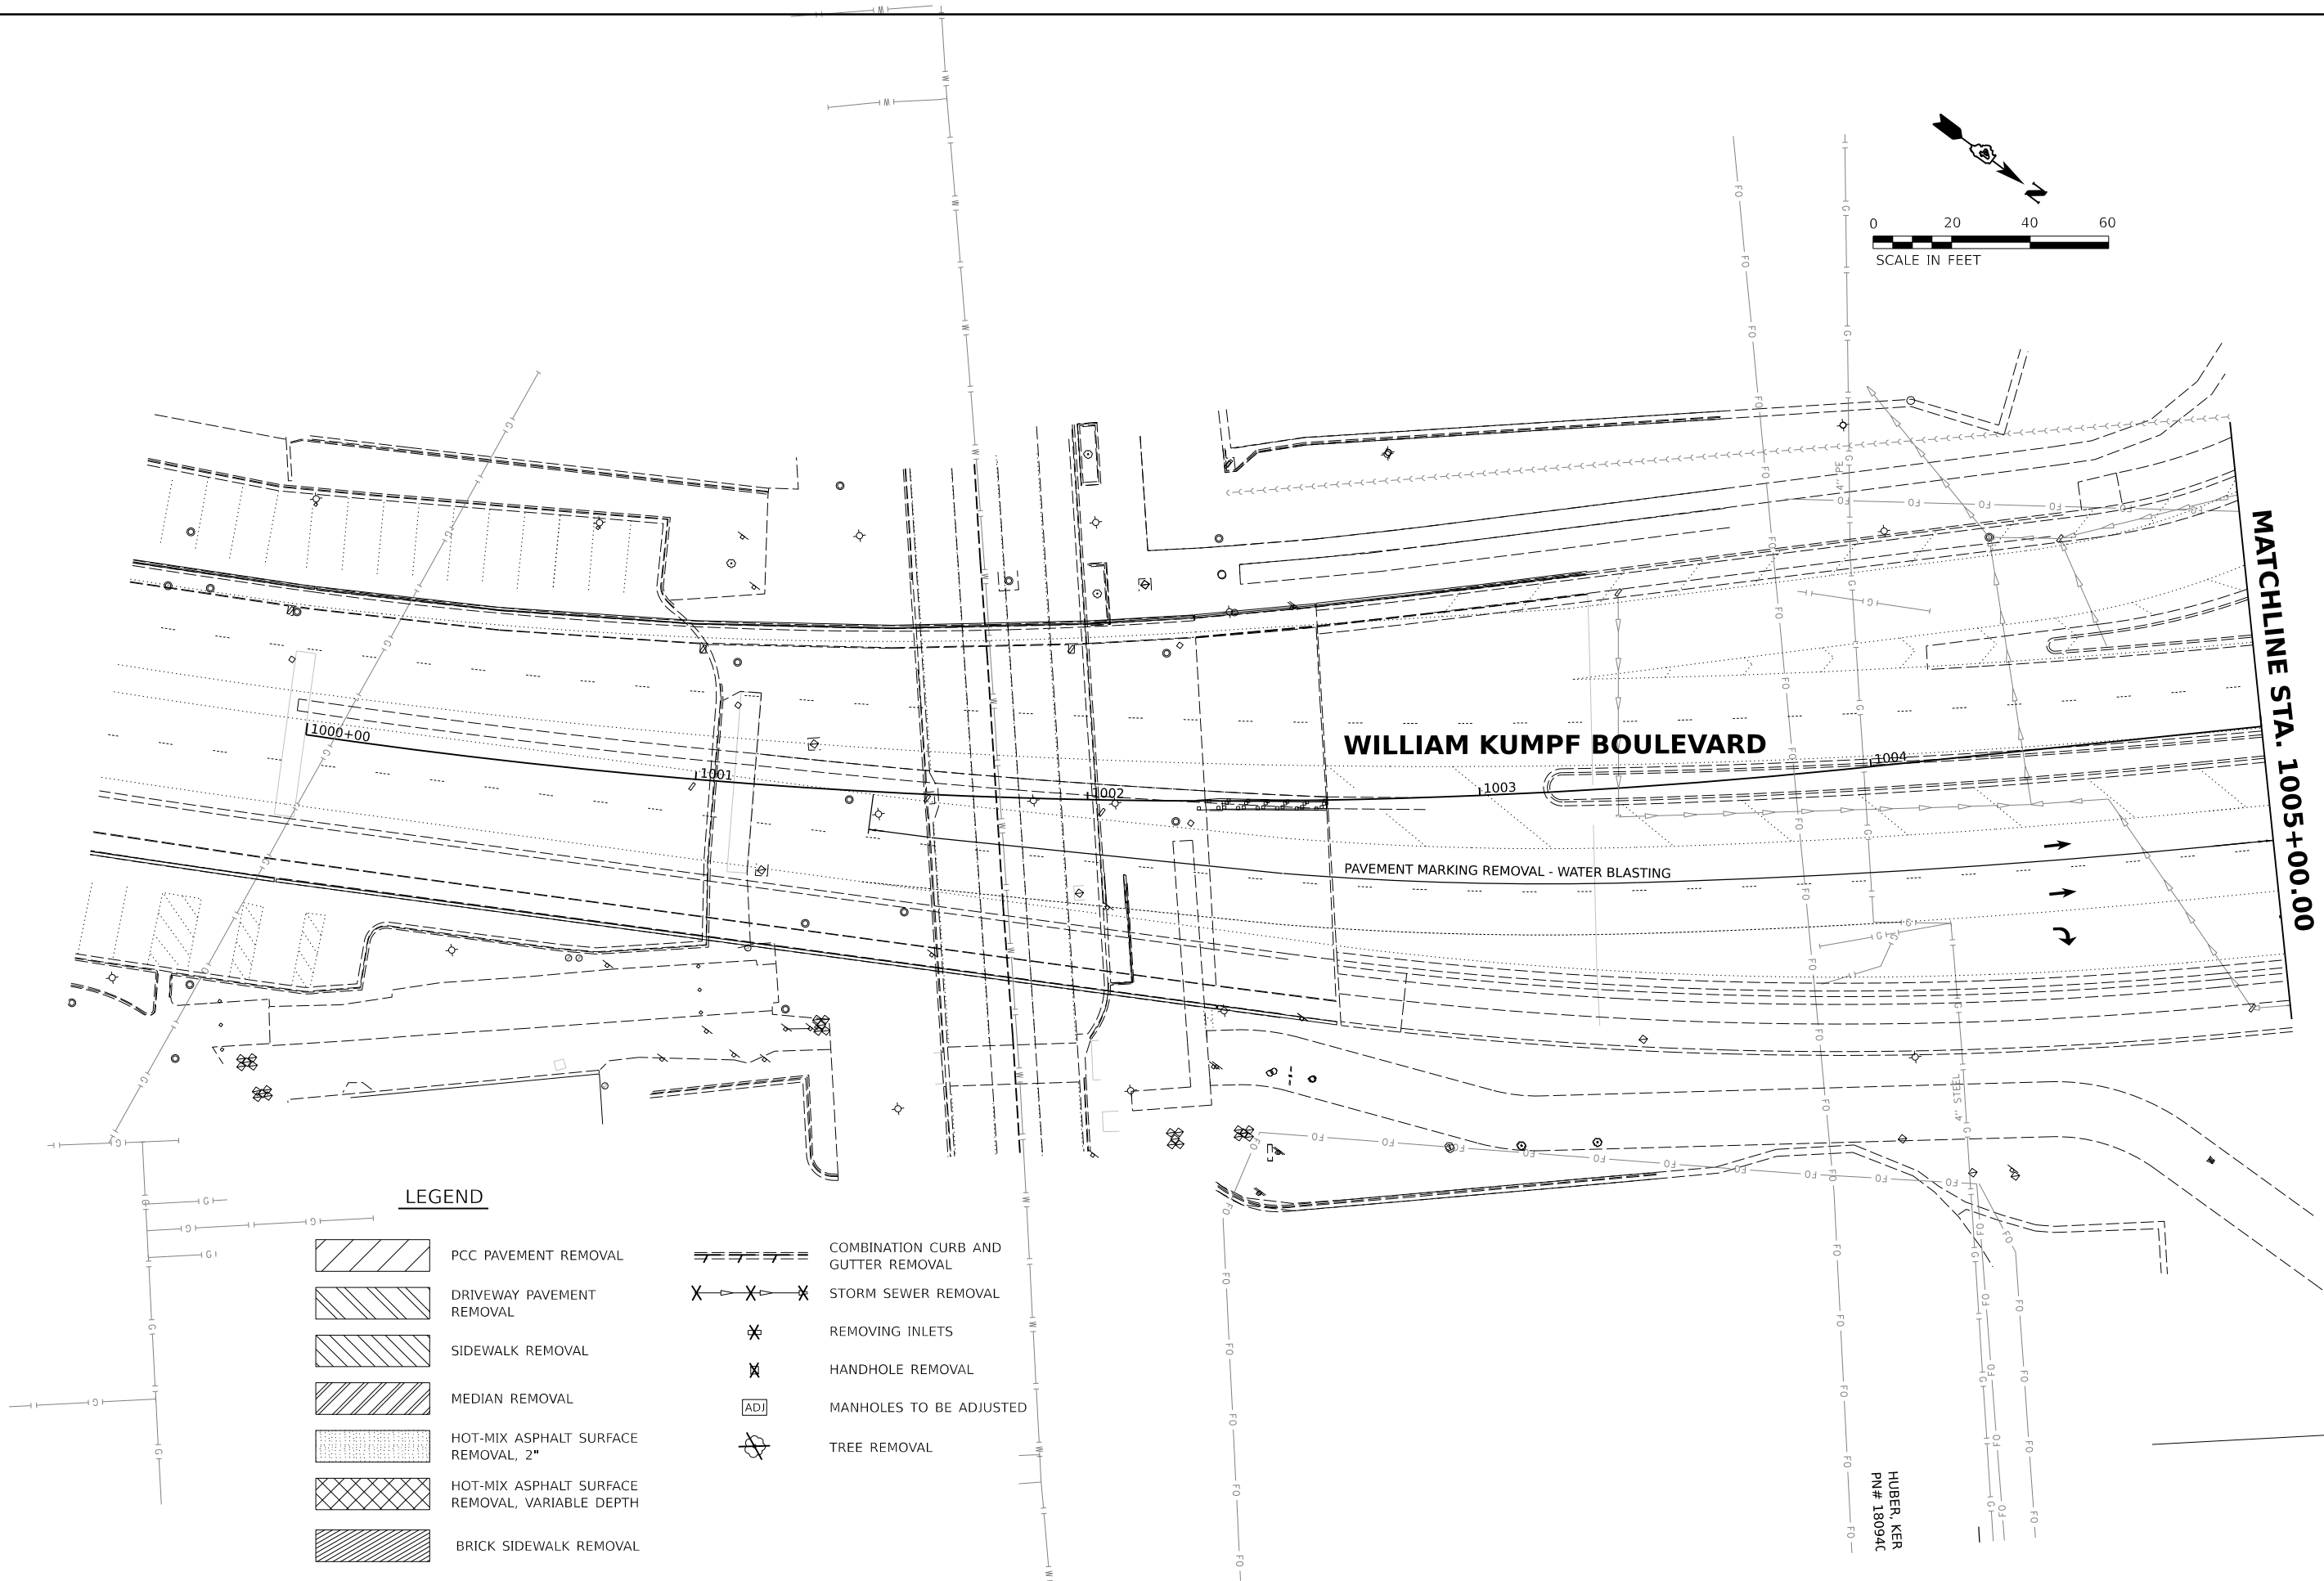 N
0 20 40 60
SCALE IN FEET
MATCHLINE STA. 1005+00.00
WILLIAM KUMPF BOULEVARD
1000+00
1001
1002
1003
1004
PAVEMENT MARKING REMOVAL - WATER BLASTING
4" PE
4" STEEL
LEGEND
PCC PAVEMENT REMOVAL
DRIVEWAY PAVEMENT
REMOVAL
SIDEWALK REMOVAL
MEDIAN REMOVAL
HOT-MIX ASPHALT SURFACE
REMOVAL, 2"
HOT-MIX ASPHALT SURFACE
REMOVAL, VARIABLE DEPTH
BRICK SIDEWALK REMOVAL
COMBINATION CURB AND
GUTTER REMOVAL
STORM SEWER REMOVAL
REMOVING INLETS
HANDHOLE REMOVAL
ADJ
MANHOLES TO BE ADJUSTED
TREE REMOVAL
HUBER, KER
PN# 18094C